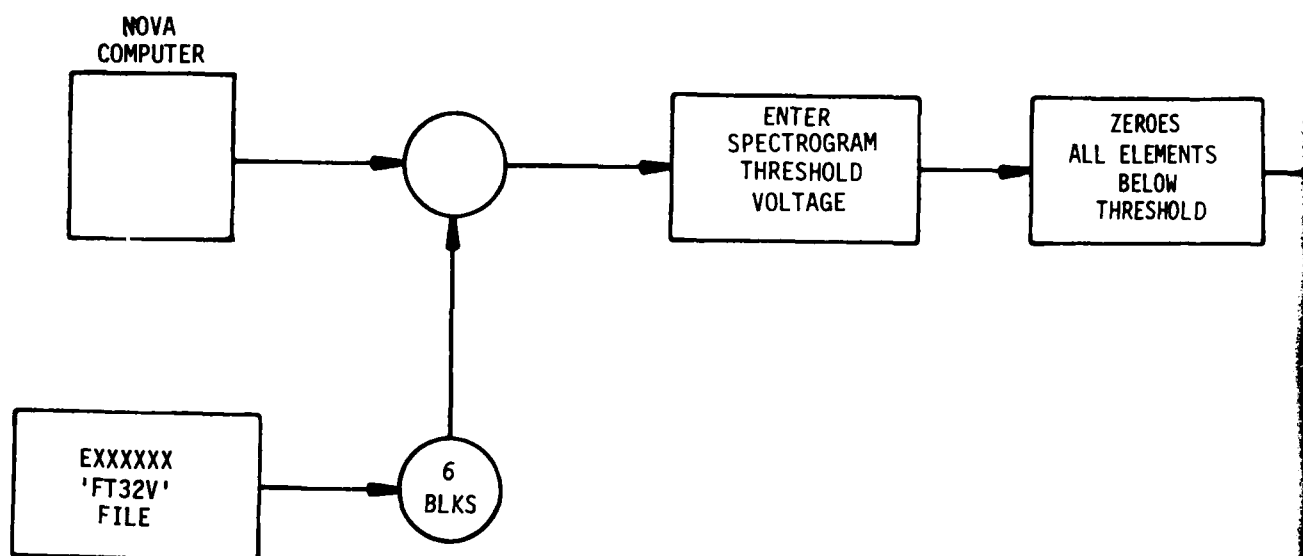 NOVA
COMPUTER
ENTER
SPECTROGRAM
THRESHOLD
VOLTAGE
ZEROES
ALL ELEMENTS
BELOW
THRESHOLD
EXXXXXX
'FT32V'
FILE
6
BLKS